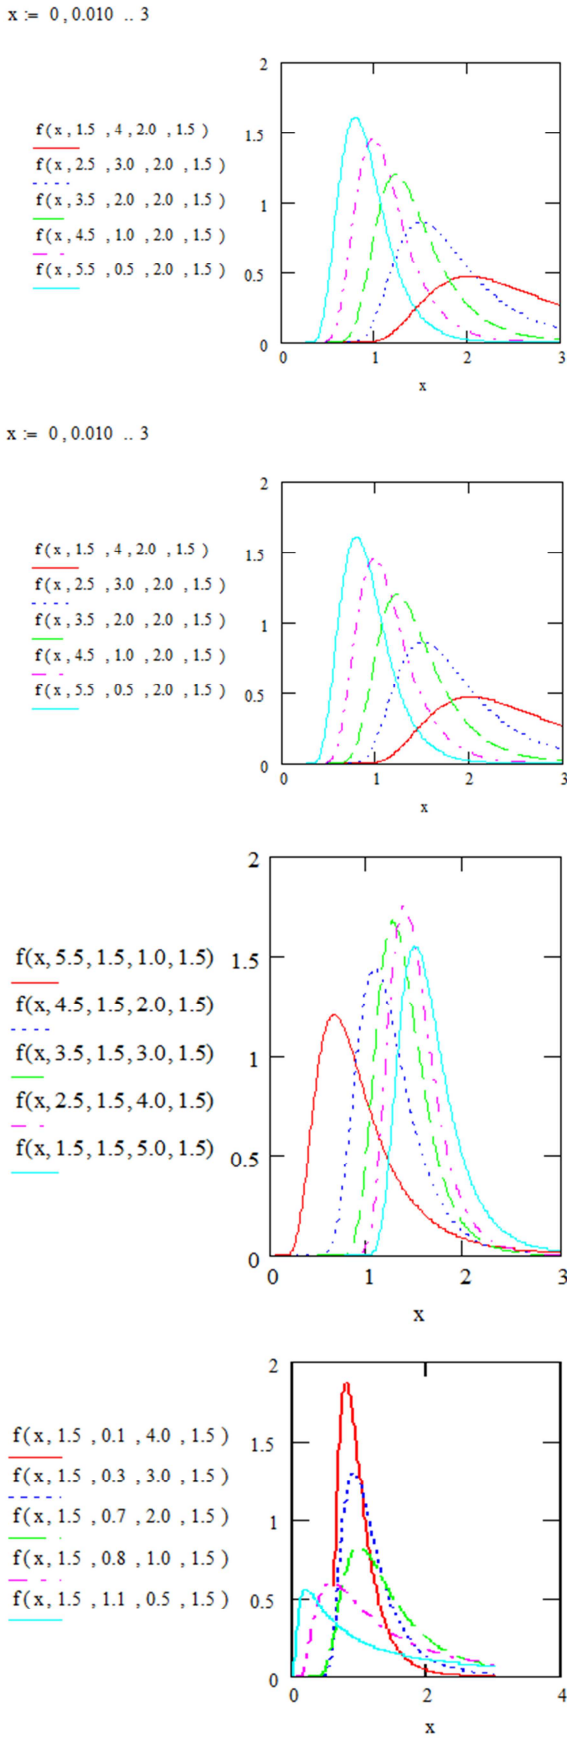 x := 0 , 0.010 .. 3
2
f(x , 1.5 , 4 , 2.0 , 1.5 )
1.5
f(x , 2.5 , 3.0 , 2.0 , 1.5)
f(x , 3.5 , 2.0 , 2.0 , 1.5)
1
f(x , 4.5 , 1.0 , 2.0 , 1.5)
f(x , 5.5 , 0.5 , 2.0 , 1.5)
0.5
0
0 1 2 3
x
x := 0 , 0.010 .. 3
2
f(x , 1.5 , 4 , 2.0 , 1.5 )
1.5
f(x , 2.5 , 3.0 , 2.0 , 1.5)
f(x , 3.5 , 2.0 , 2.0 , 1.5)
1
f(x , 4.5 , 1.0 , 2.0 , 1.5)
f(x , 5.5 , 0.5 , 2.0 , 1.5)
0.5
0
0 1 2 3
x
2
f(x, 5.5, 1.5, 1.0, 1.5)
1.5
f(x, 4.5, 1.5, 2.0, 1.5)
f(x, 3.5, 1.5, 3.0, 1.5)
1
f(x, 2.5, 1.5, 4.0, 1.5)
f(x, 1.5, 1.5, 5.0, 1.5)
0.5
0
0 1 2 3
x
2
f(x , 1.5 , 0.1 , 4.0 , 1.5 )
1.5
f(x , 1.5 , 0.3 , 3.0 , 1.5 )
f(x , 1.5 , 0.7 , 2.0 , 1.5 )
1
f(x , 1.5 , 0.8 , 1.0 , 1.5 )
f(x , 1.5 , 1.1 , 0.5 , 1.5 )
0.5
0
0 2 4
x